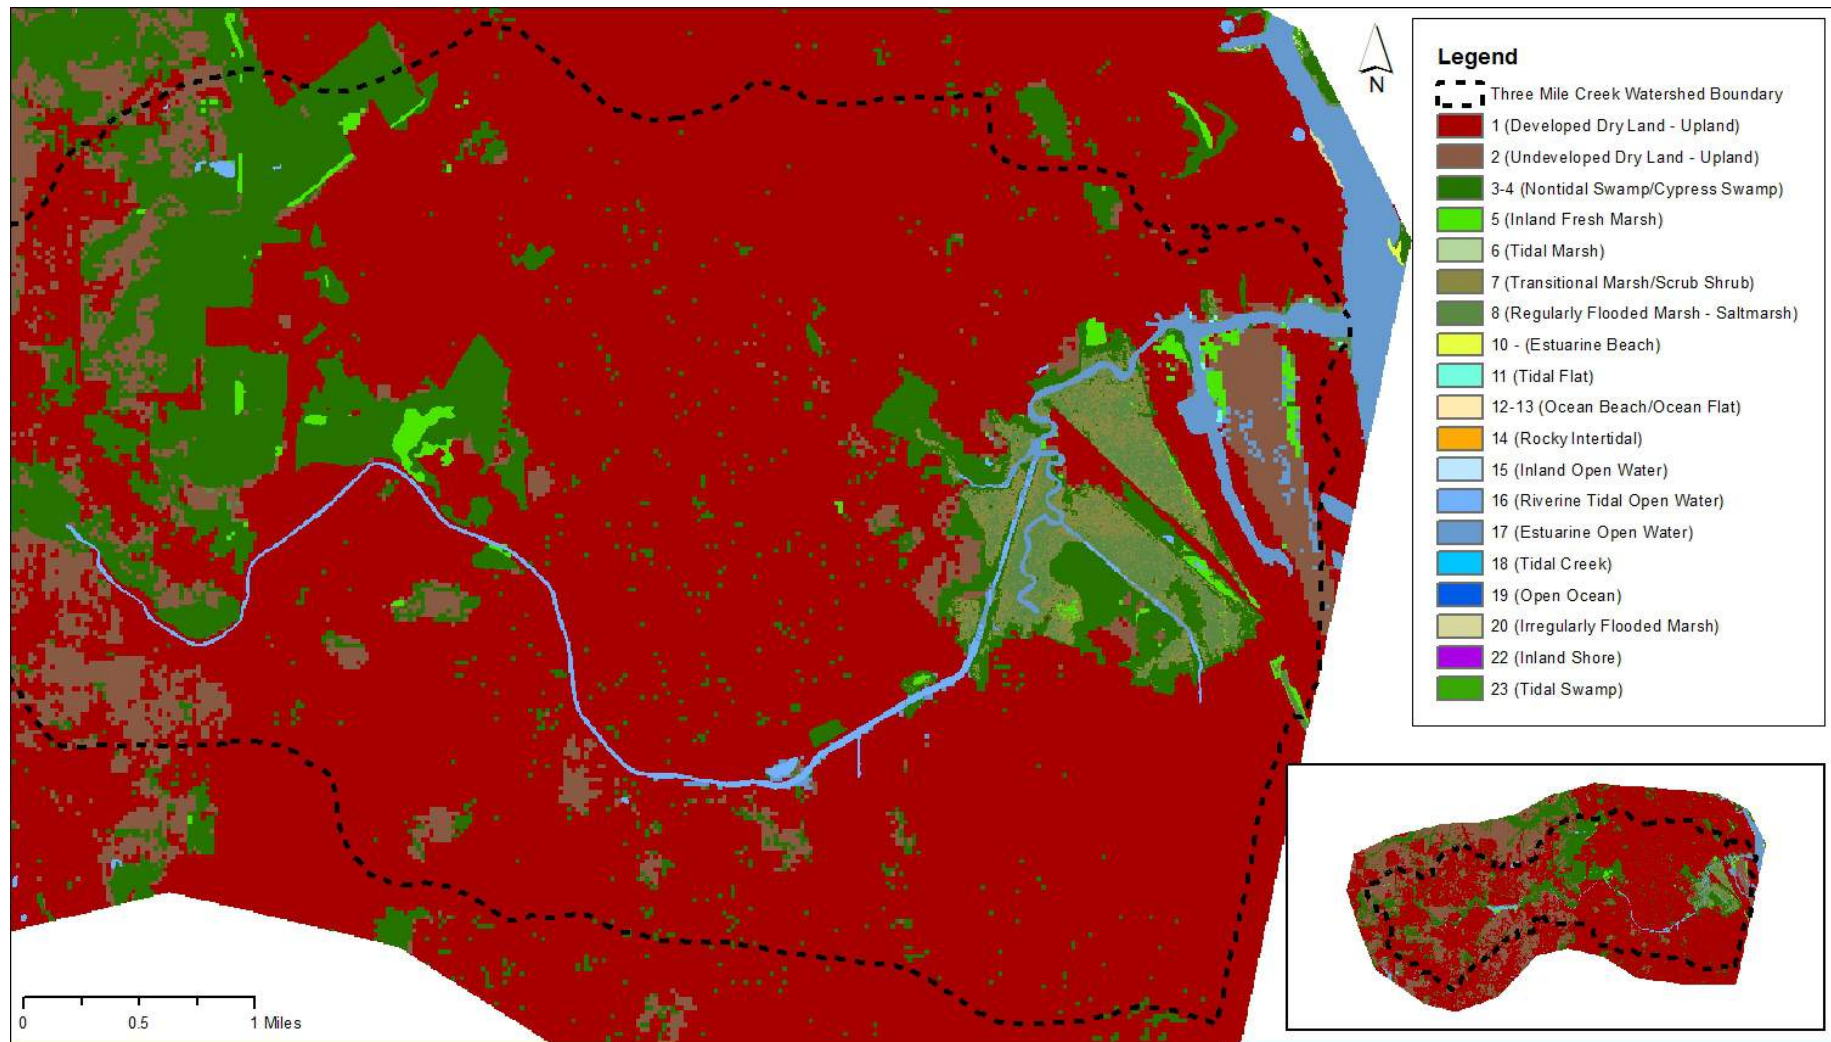 N
Legend
Three Mile Creek Watershed Boundary
1 (Developed Dry Land - Upland)
2 (Undeveloped Dry Land - Upland)
3-4 (Nontidal Swamp/Cypress Swamp)
5 (Inland Fresh Marsh)
6 (Tidal Marsh)
7 (Transitional Marsh/Scrub Shrub)
8 (Regularly Flooded Marsh - Saltmarsh)
10 - (Estuarine Beach)
11 (Tidal Flat)
12-13 (Ocean Beach/Ocean Flat)
14 (Rocky Intertidal)
15 (Inland Open Water)
16 (Riverine Tidal Open Water)
17 (Estuarine Open Water)
18 (Tidal Creek)
19 (Open Ocean)
20 (Irregularly Flooded Marsh)
22 (Inland Shore)
23 (Tidal Swamp)
0 0.5 1 Miles